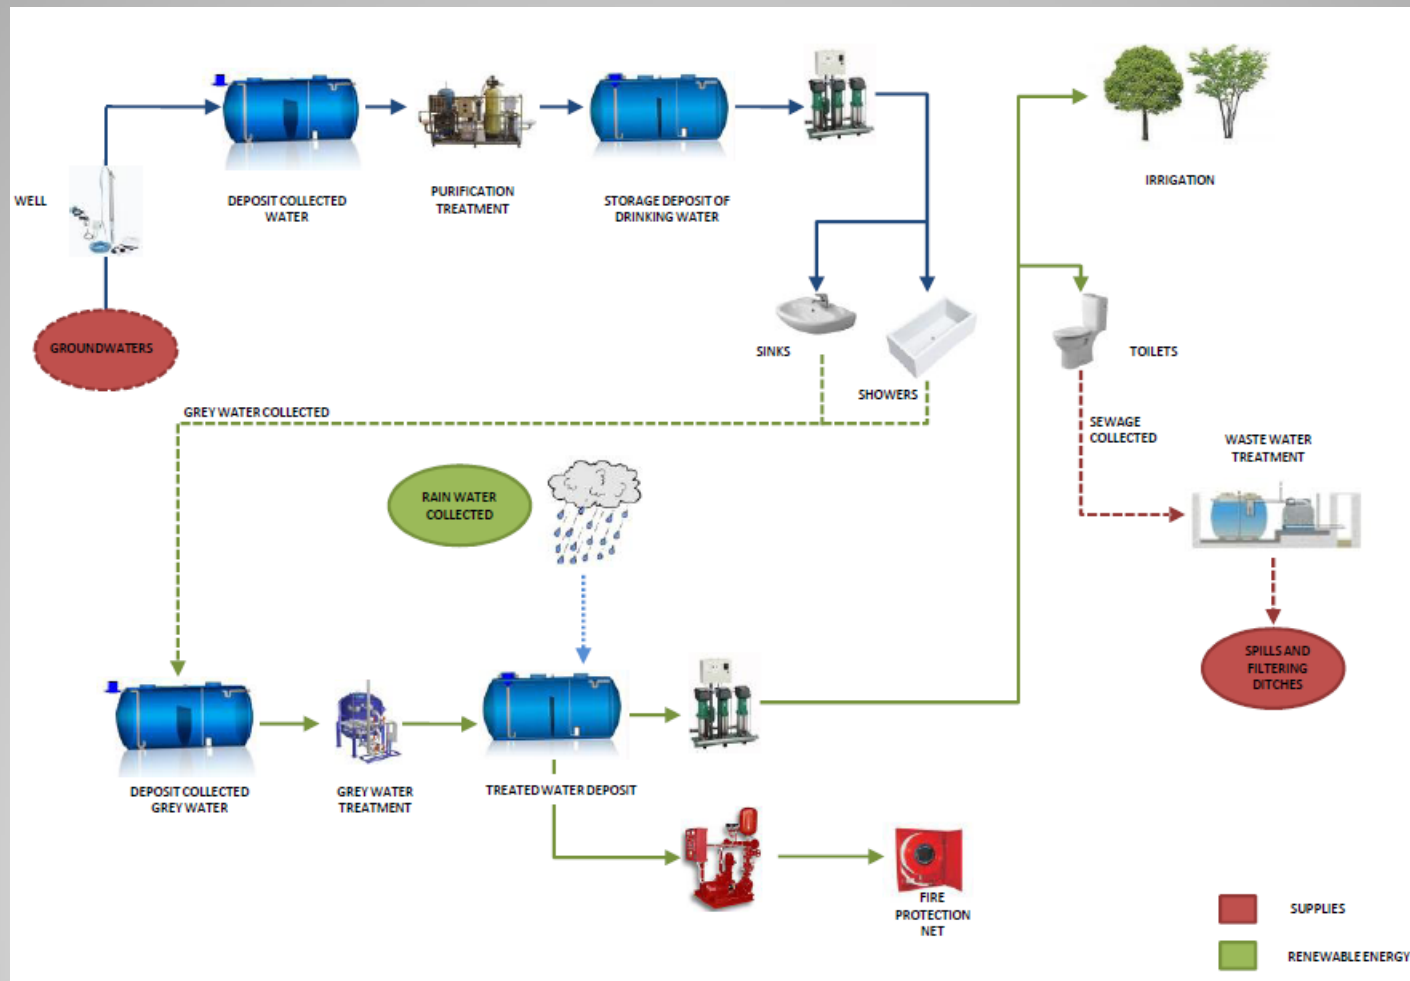 WELL
DEPOSIT COLLECTED
WATER
PURIFICATION
TREATMENT
STORAGE DEPOSIT OF
DRINKING WATER
IRRIGATION
GROUNDWATERS
SINKS
SHOWERS
TOILETS
GREY WATER COLLECTED
SEWAGE
COLLECTED
WASTE WATER
TREATMENT
RAIN WATER
COLLECTED
SPILLS AND
FILTERING
DITCHES
DEPOSIT COLLECTED
GREY WATER
GREY WATER
TREATMENT
TREATED WATER DEPOSIT
FIRE
PROTECTION
NET
SUPPLIES
RENEWABLE ENERGY